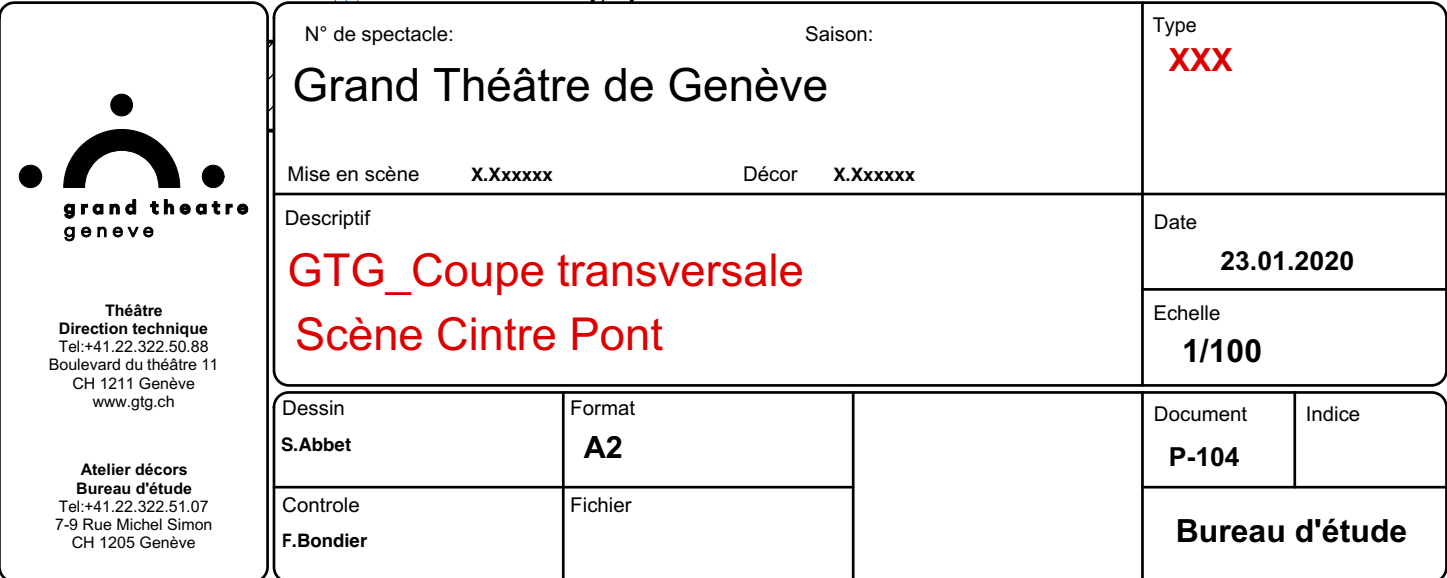 grand theatre
geneve
Théâtre
Direction technique
Tel:+41.22.322.50.88
Boulevard du théâtre 11
CH 1211 Genève
www.gtg.ch
Atelier décors
Bureau d'étude
Tel:+41.22.322.51.07
7-9 Rue Michel Simon
CH 1205 Genève
N° de spectacle: Saison:
Grand Théâtre de Genève
Mise en scène X.Xxxxxx Décor X.Xxxxxx
Type
XXX
Descriptif
GTG_Coupe transversale
Scène Cintre Pont
Date
23.01.2020
Echelle
1/100
Dessin
S.Abbet
Format
A2
Document
P-104
Indice
Controle
F.Bondier
Fichier
Bureau d'étude